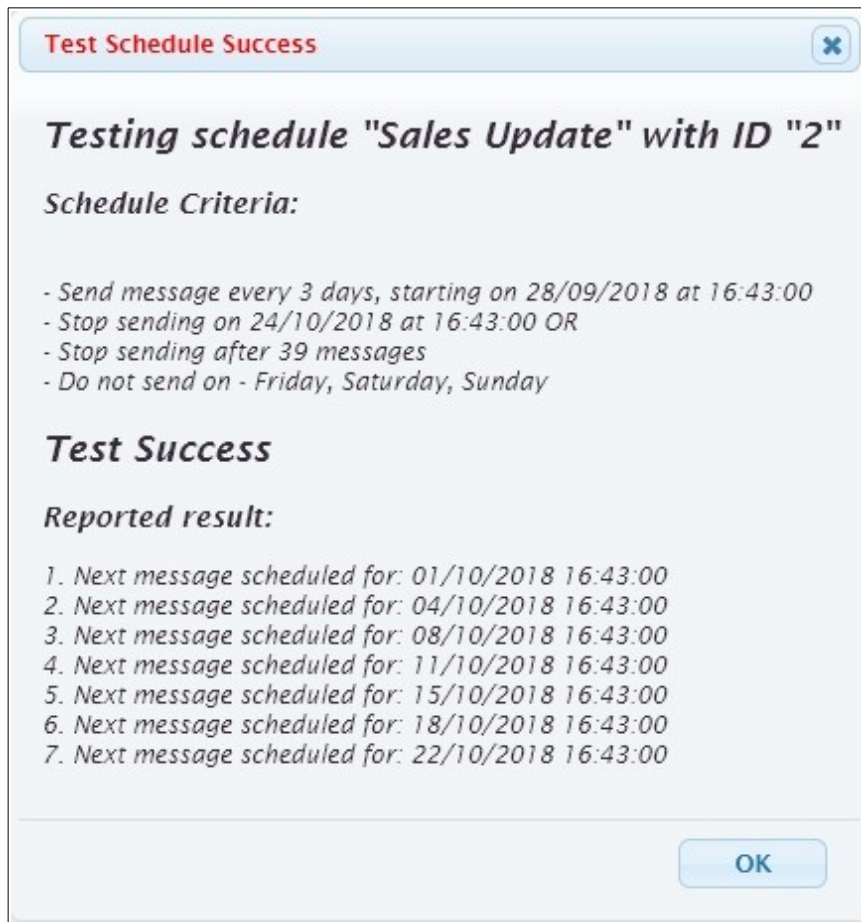 Test Schedule Success
Testing schedule "Sales Update" with ID "2"
Schedule Criteria:
- Send message every 3 days, starting on 28/09/2018 at 16:43:00
- Stop sending on 24/10/2018 at 16:43:00 OR
- Stop sending after 39 messages
- Do not send on - Friday, Saturday, Sunday
Test Success
Reported result:
1. Next message scheduled for: 01/10/2018 16:43:00
2. Next message scheduled for: 04/10/2018 16:43:00
3. Next message scheduled for: 08/10/2018 16:43:00
4. Next message scheduled for: 11/10/2018 16:43:00
5. Next message scheduled for: 15/10/2018 16:43:00
6. Next message scheduled for: 18/10/2018 16:43:00
7. Next message scheduled for: 22/10/2018 16:43:00
OK